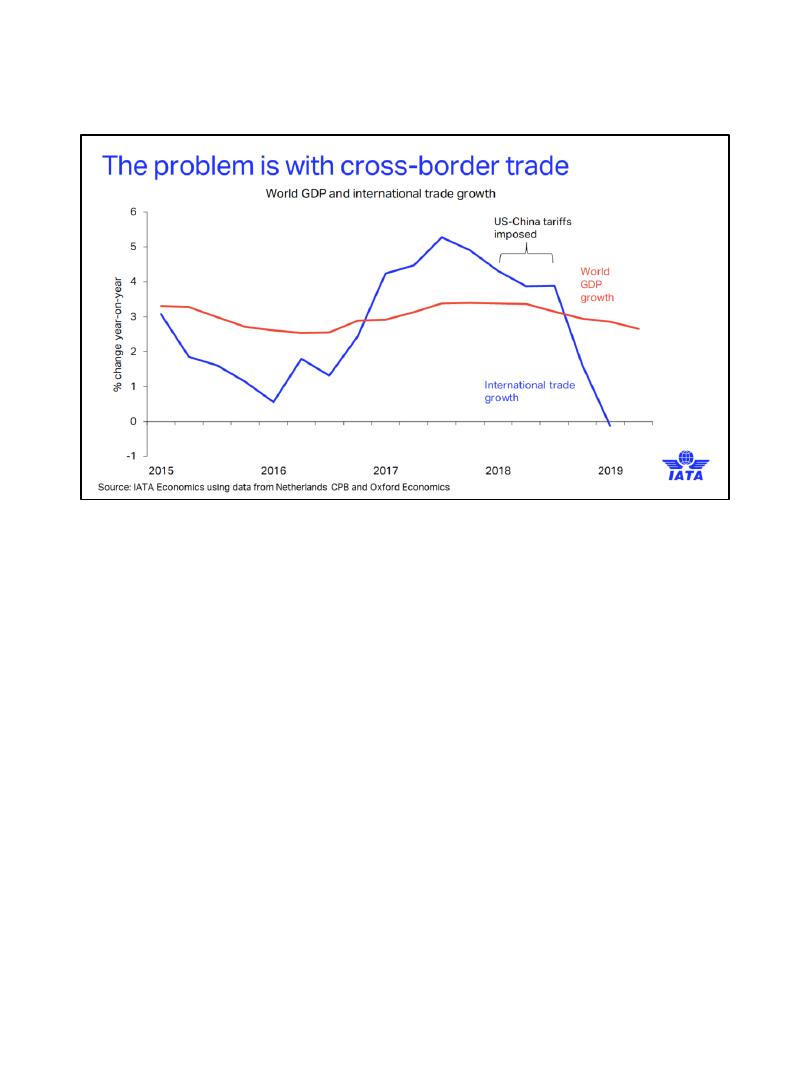 The problem is with cross-border trade
World GDP and international trade growth
% change year-on-year
6
5
4
3
2
1
0
-1
US-China tariffs
imposed
World
GDP
growth
International trade
growth
2015 2016 2017 2018 2019
IATA
Source: IATA Economics using data from Netherlands CPB and Oxford Economics